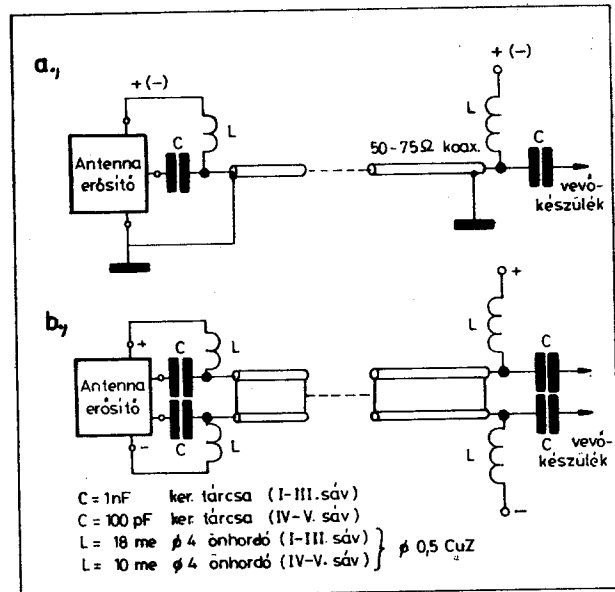 a.,
+ (-)
+ (-)
L
L
C
C
50-75Ω koax.
Antenna
erősítő
vevő-
készülék
b.,
+
+
L
L
C
C
Antenna
erősítő
C
C
-
L
L
vevő-
készülék
-
C = 1nF ker. tárcsa (I-III. sáv)
C = 100 pF ker. tárcsa (IV-V. sáv)
L = 18 me ϕ 4 önhordó (I-III. sáv)
L = 10 me ϕ 4 önhordó (IV-V. sáv)
ϕ 0,5 CuZ